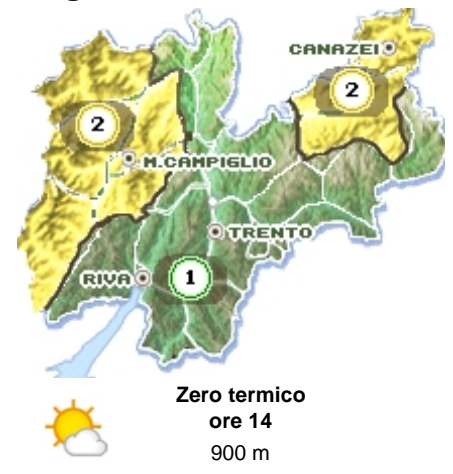 CANAZEI
2
2
M.CAMPIGLIO
TRENTO
RIVA
1
Zero termico
ore 14
900 m